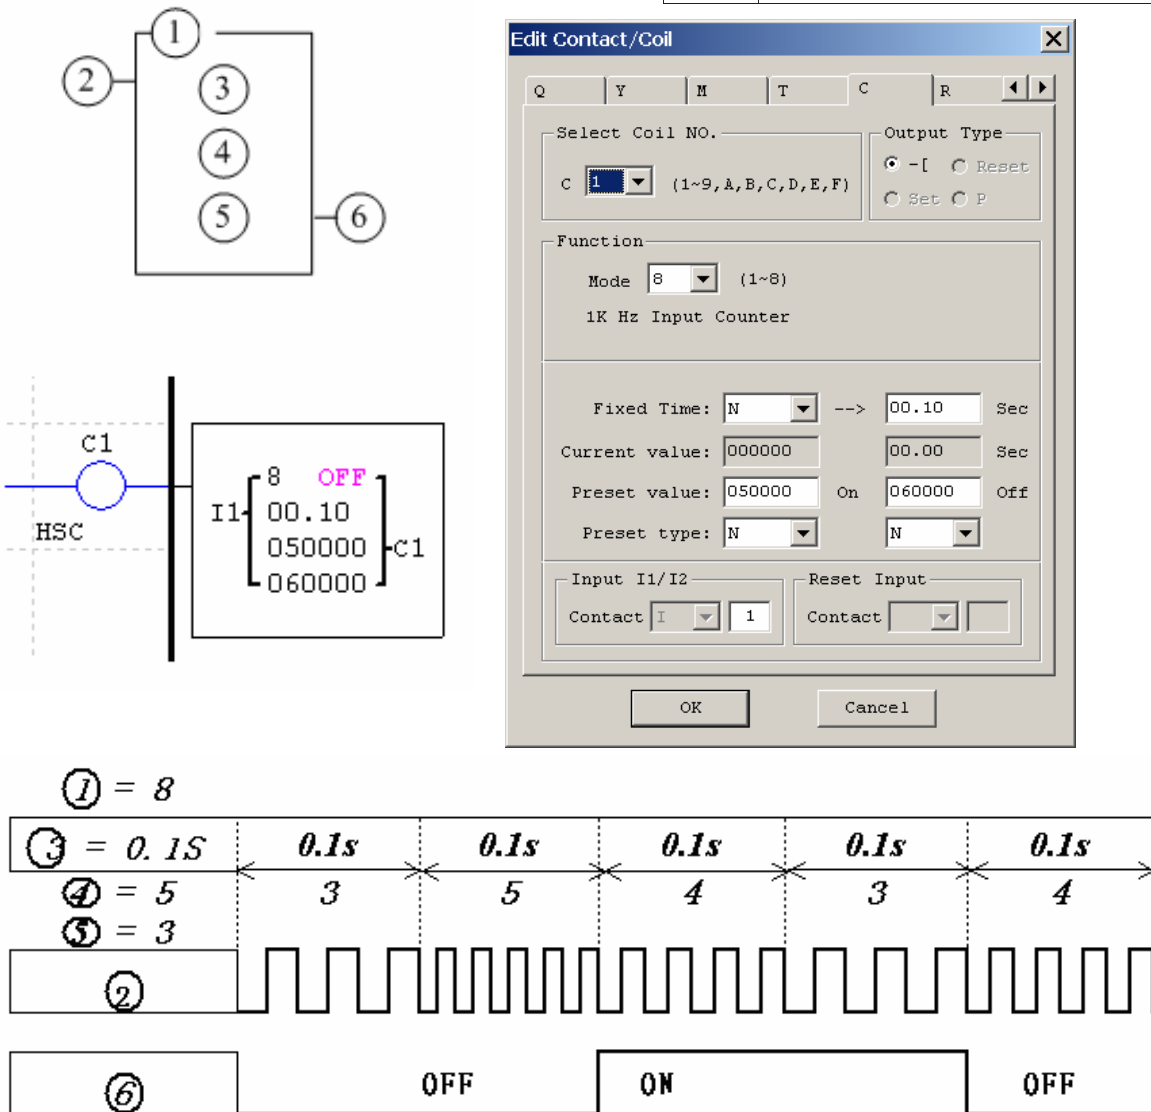 1
2
3
4
5
6
Edit Contact/Coil
Q Y M T C R
Select Coil NO.
C 1 (1~9,A,B,C,D,E,F)
Output Type
-[ Reset
Set P
Function
Mode 8 (1~8)
1K Hz Input Counter
Fixed Time: N --> 00.10 Sec
Current value: 000000 00.00 Sec
Preset value: 050000 On 060000 Off
Preset type: N N
Input I1/I2
Contact I 1
Reset Input
Contact
OK Cancel
C1
HSC
8 OFF
I1 00.10
050000 C1
060000
1 = 8
3 = 0.1S 0.1s 0.1s 0.1s 0.1s 0.1s
4 = 5 3 5 4 3 4
5 = 3
2
6 OFF ON OFF